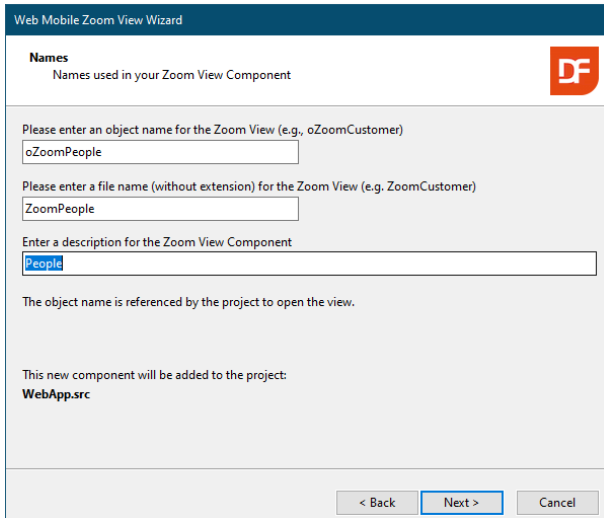 Web Mobile Zoom View Wizard
Names
Names used in your Zoom View Component
DF
Please enter an object name for the Zoom View (e.g., oZoomCustomer)
oZoomPeople
Please enter a file name (without extension) for the Zoom View (e.g. ZoomCustomer)
ZoomPeople
Enter a description for the Zoom View Component
People
The object name is referenced by the project to open the view.
This new component will be added to the project:
WebApp.src
< Back Next > Cancel